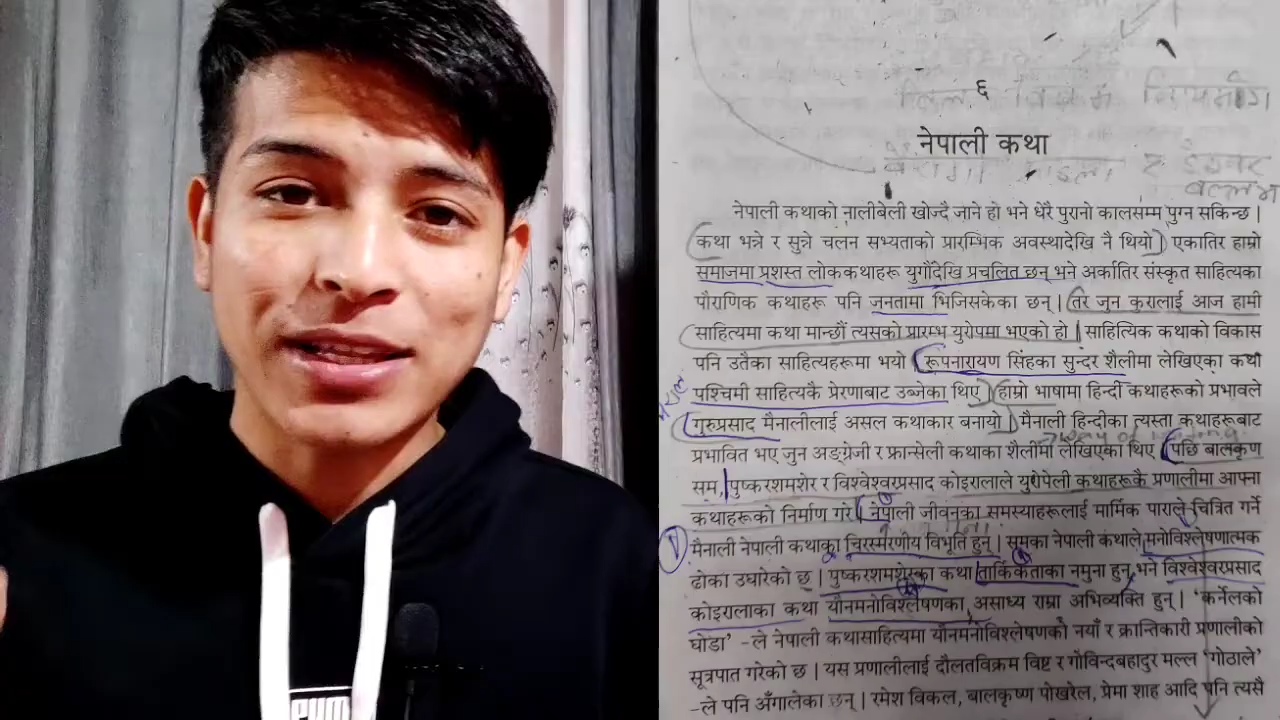 ६
नेपाली कथा
नेपाली कथाको नालीबेली खोज्दै जाने हो भने धेरै पुरानो कालसम्म पुग्न सकिन्छ |
कथा भन्ने र सुन्ने चलन सभ्यताको प्रारम्भिक अवस्थादेखि नै थियो | एकातिर हाम्रो
समाजमा प्रशस्त लोककथाहरू युगौंदेखि प्रचलित छन् भने अर्कातिर संस्कृत साहित्यका
पौराणिक कथाहरू पनि जनतामा भिजिसकेका छन् | तर जुन कुरालाई आज हामी
साहित्यमा कथा मान्छौं त्यसको प्रारम्भ युरोपमा भएको हो | साहित्यिक कथाको विकास
पनि उतैका साहित्यहरूमा भयो | रूपनारायण सिंहका सुन्दर शैलीमा लेखिएका कथा
पश्चिमी साहित्यकै प्रेरणाबाट उब्जेका थिए | हाम्रो भाषामा हिन्दी कथाहरूको प्रभावले
गुरुप्रसाद मैनालीलाई असल कथाकार बनायो | मैनाली हिन्दीका त्यस्ता कथाहरूबाट
प्रभावित भए जुन अङ्ग्रेजी र फ्रान्सेली कथाका शैलीमा लेखिएका थिए | पछि बालकृष्ण
सम, पुष्करशमशेर र विश्वेश्वरप्रसाद कोइरालाले युरोपेली कथाहरूकै प्रणालीमा आफ्ना
कथाहरूको निर्माण गरे | नेपाली जीवनका समस्याहरूलाई मार्मिक पाराले चित्रित गर्ने
मैनाली नेपाली कथाका चिरस्मरणीय विभूति हुन् | समका नेपाली कथाले मनोविश्लेषणात्मक
ढोका उघारेको छ | पुष्करशमशेरका कथा तार्किकताका नमुना हुन् भने विश्वेश्वरप्रसाद
कोइरालाका कथा यौनमनोविश्लेषणका असाध्य राम्रा अभिव्यक्ति हुन् | 'कर्नेलको
घोडा' -ले नेपाली कथासाहित्यमा यौनमनोविश्लेषणको नयाँ र क्रान्तिकारी प्रणालीको
सूत्रपात गरेको छ | यस प्रणालीलाई दौलतविक्रम विष्ट र गोविन्दबहादुर मल्ल 'गोठाले'
-ले पनि अँगालेका छन् | रमेश विकल, बालकृष्ण पोखरेल, प्रेमा शाह आदि पनि त्यसै